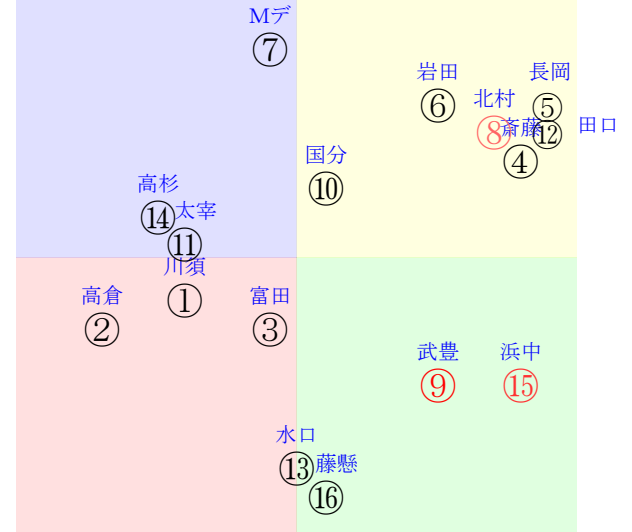 Mデ
⑦
岩田
⑥
長岡
⑤
北村
⑧
斎藤
④
⑫
田口
国分
⑩
高杉
⑭
太宰
⑪
川須
①
高倉
②
富田
③
武豊
⑨
浜中
⑮
水口
⑬
藤懸
⑯